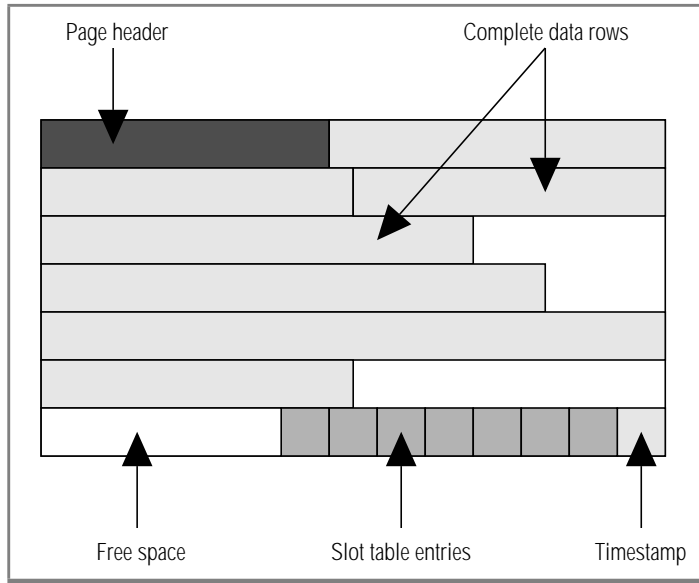 Page header
Complete data rows
Free space
Slot table entries
Timestamp